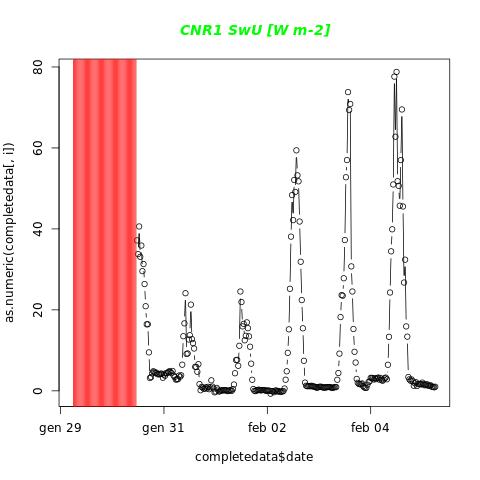 CNR1 SwU [W m-2]
as.numeric(completedata[, i])
80
60
40
20
0
gen 29 gen 31 feb 02 feb 04
completedata$date